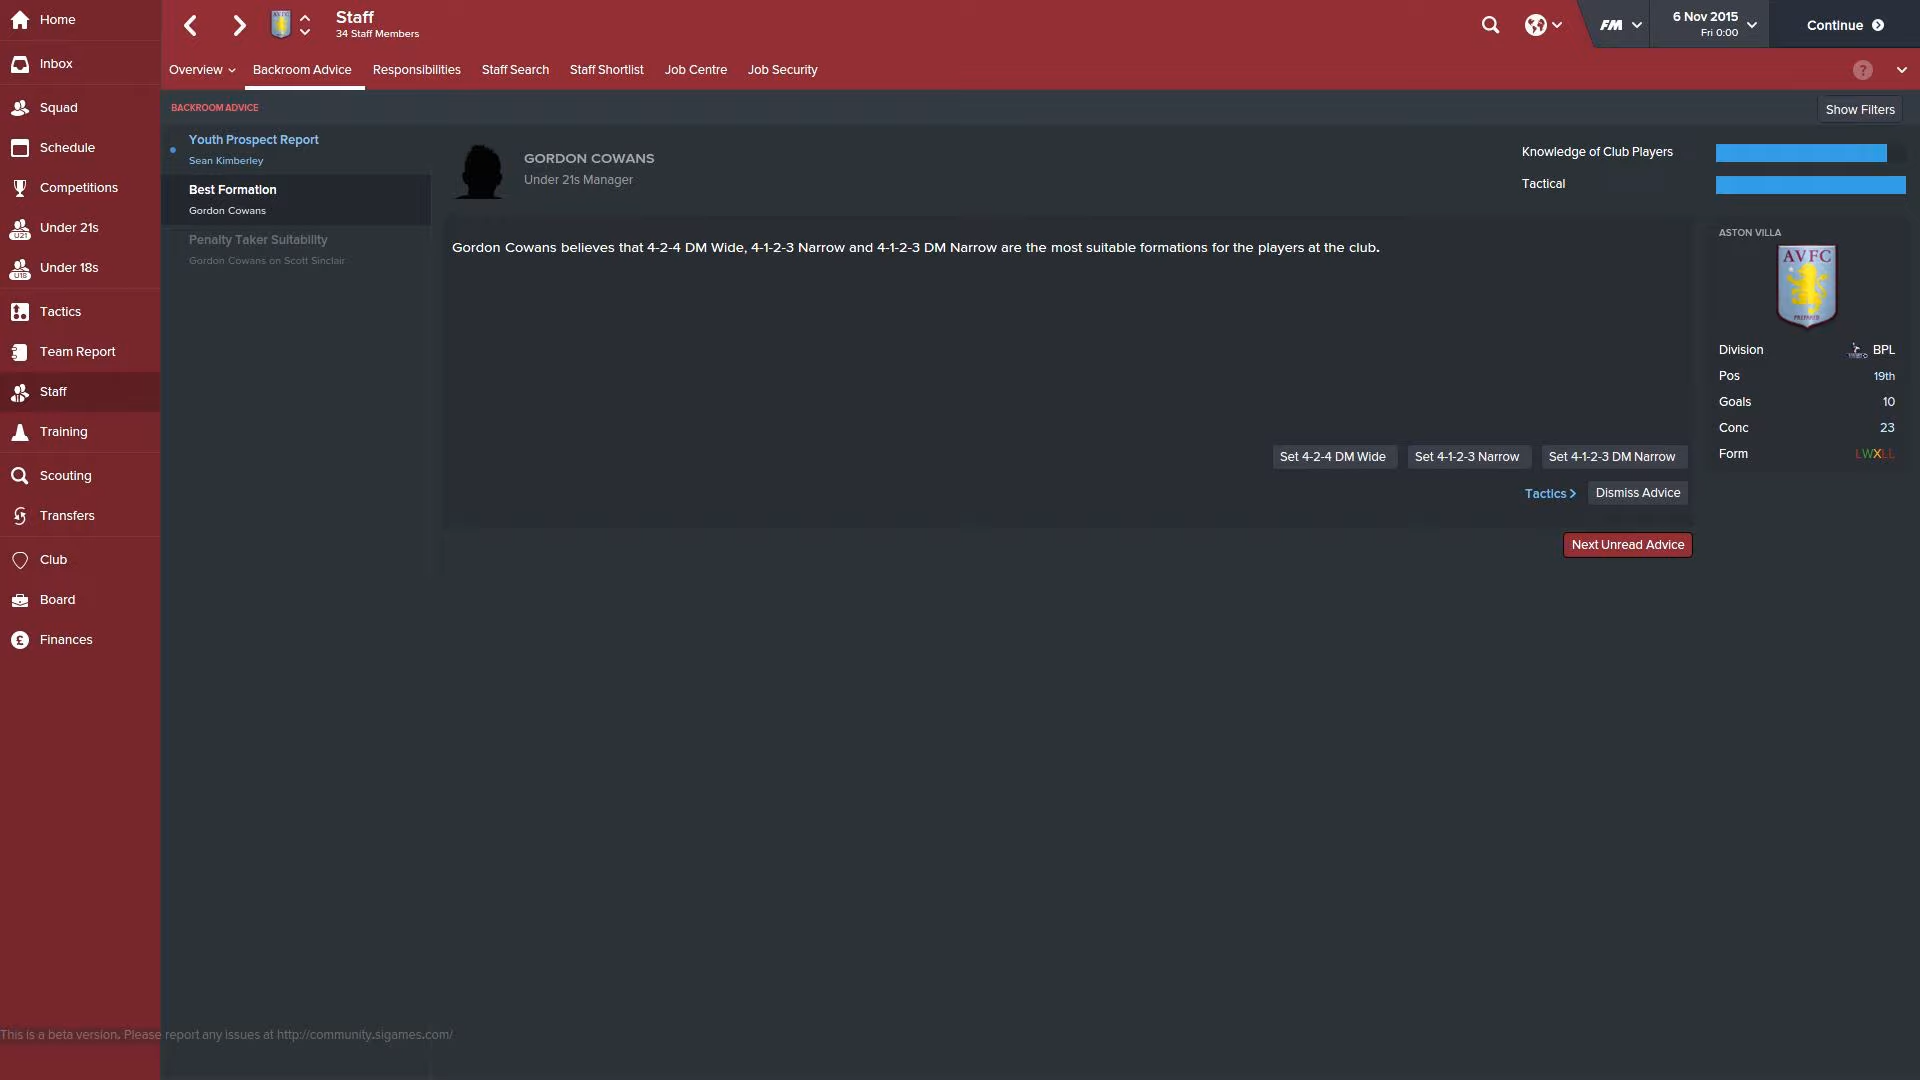 Home
Inbox
Squad
Schedule
Competitions
U21
Under 21s
U18
Under 18s
Tactics
Team Report
Staff
Training
Scouting
Transfers
Club
Board
£
Finances
Staff
34 Staff Members
FM
6 Nov 2015
Fri 0:00
Continue
Overview
Backroom Advice
Responsibilities
Staff Search
Staff Shortlist
Job Centre
Job Security
?
BACKROOM ADVICE
Show Filters
Youth Prospect Report
Sean Kimberley
Best Formation
Gordon Cowans
Penalty Taker Suitability
Gordon Cowans on Scott Sinclair
GORDON COWANS
Under 21s Manager
Knowledge of Club Players
Tactical
Gordon Cowans believes that 4-2-4 DM Wide, 4-1-2-3 Narrow and 4-1-2-3 DM Narrow are the most suitable formations for the players at the club.
Set 4-2-4 DM Wide
Set 4-1-2-3 Narrow
Set 4-1-2-3 DM Narrow
Tactics
Dismiss Advice
Next Unread Advice
ASTON VILLA
AVFC
PREPARED
Division BPL
Pos 19th
Goals 10
Conc 23
Form LWXLL
This is a beta version. Please report any issues at http://community.sigames.com/